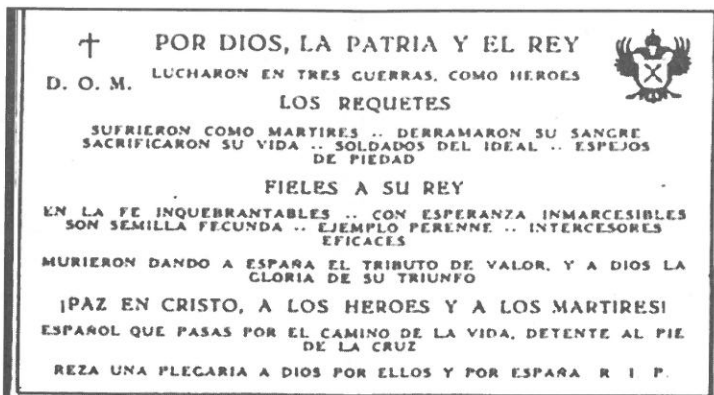 POR DIOS, LA PATRIA Y EL REY
D. O. M.
LUCHARON EN TRES GUERRAS, COMO HEROES
LOS REQUETES
SUFRIERON COMO MARTIRES .. DERRAMARON SU SANGRE
SACRIFICARON SU VIDA .. SOLDADOS DEL IDEAL .. ESPEJOS
DE PIEDAD
FIELES A SU REY
EN LA FE INQUEBRANTABLES .. CON ESPERANZA INMARCESIBLES
SON SEMILLA FECUNDA .. EJEMPLO PERENNE .. INTERCESORES
EFICACES
MURIERON DANDO A ESPAÑA EL TRIBUTO DE VALOR, Y A DIOS LA
GLORIA DE SU TRIUNFO
¡PAZ EN CRISTO, A LOS HEROES Y A LOS MARTIRES!
ESPAÑOL QUE PASAS POR EL CAMINO DE LA VIDA, DETENTE AL PIE
DE LA CRUZ
REZA UNA PLEGARIA A DIOS POR ELLOS Y POR ESPAÑA R I P.